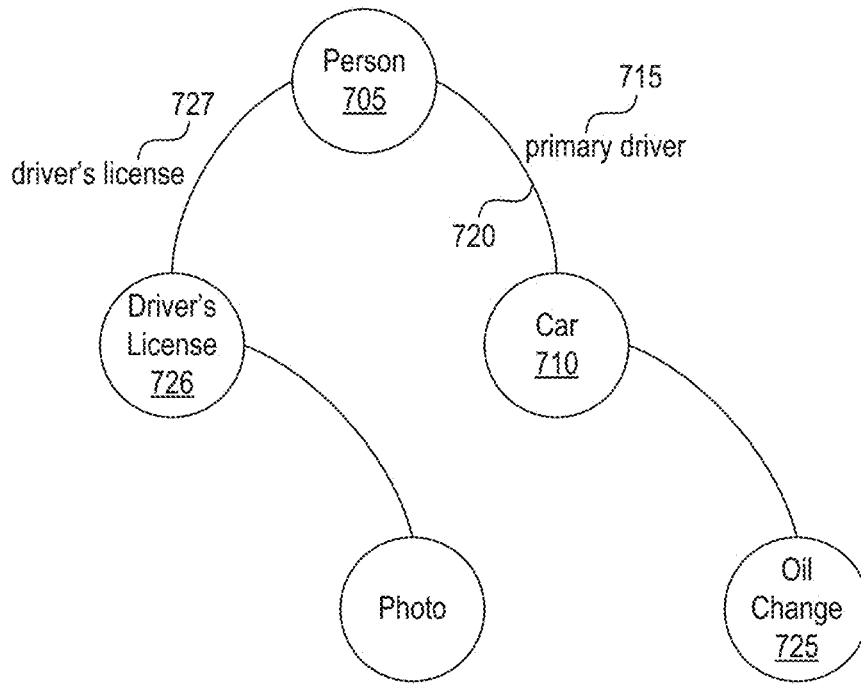 Person
705
727
driver's license
715
primary driver
720
Driver's
License
726
Car
710
Photo
Oil
Change
725